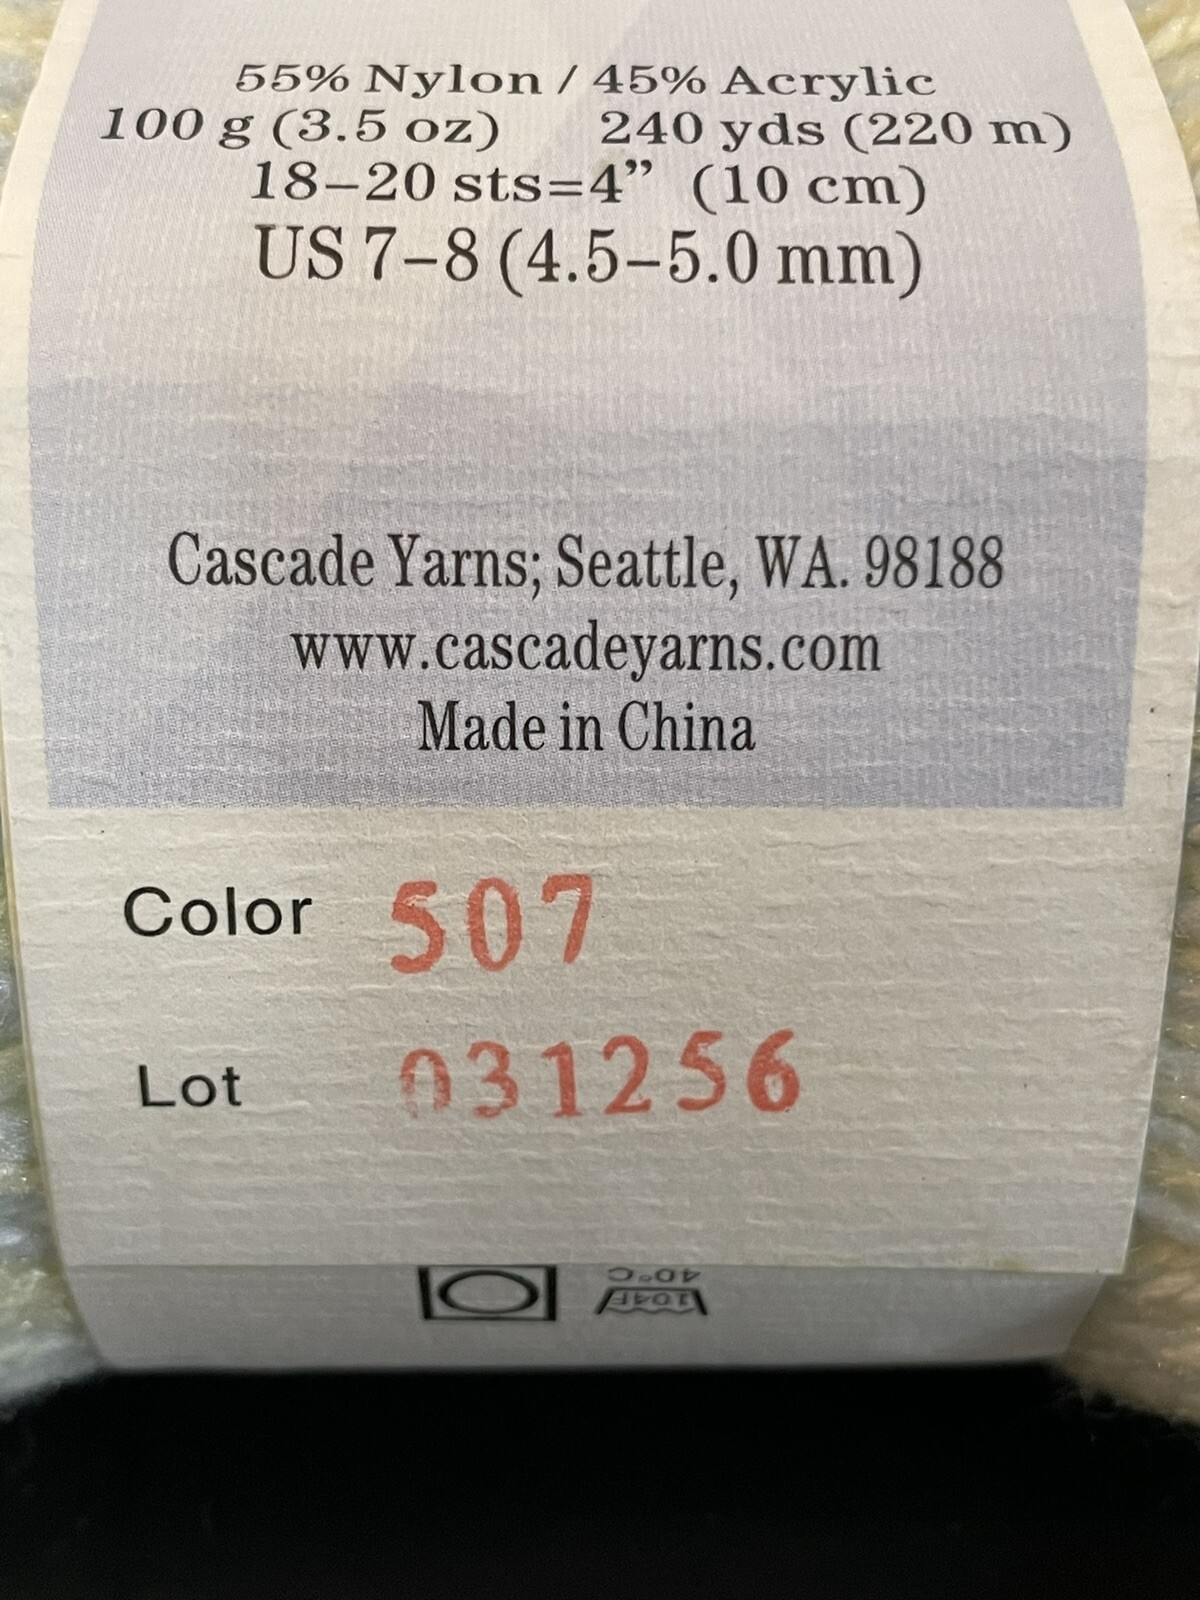 55% Nylon / 45% Acrylic
100 g (3.5 oz) 240 yds (220 m)
18–20 sts=4” (10 cm)
US 7–8 (4.5–5.0 mm)
Cascade Yarns; Seattle, WA. 98188
www.cascadeyarns.com
Made in China
Color 507
Lot 031256
40°C
104F